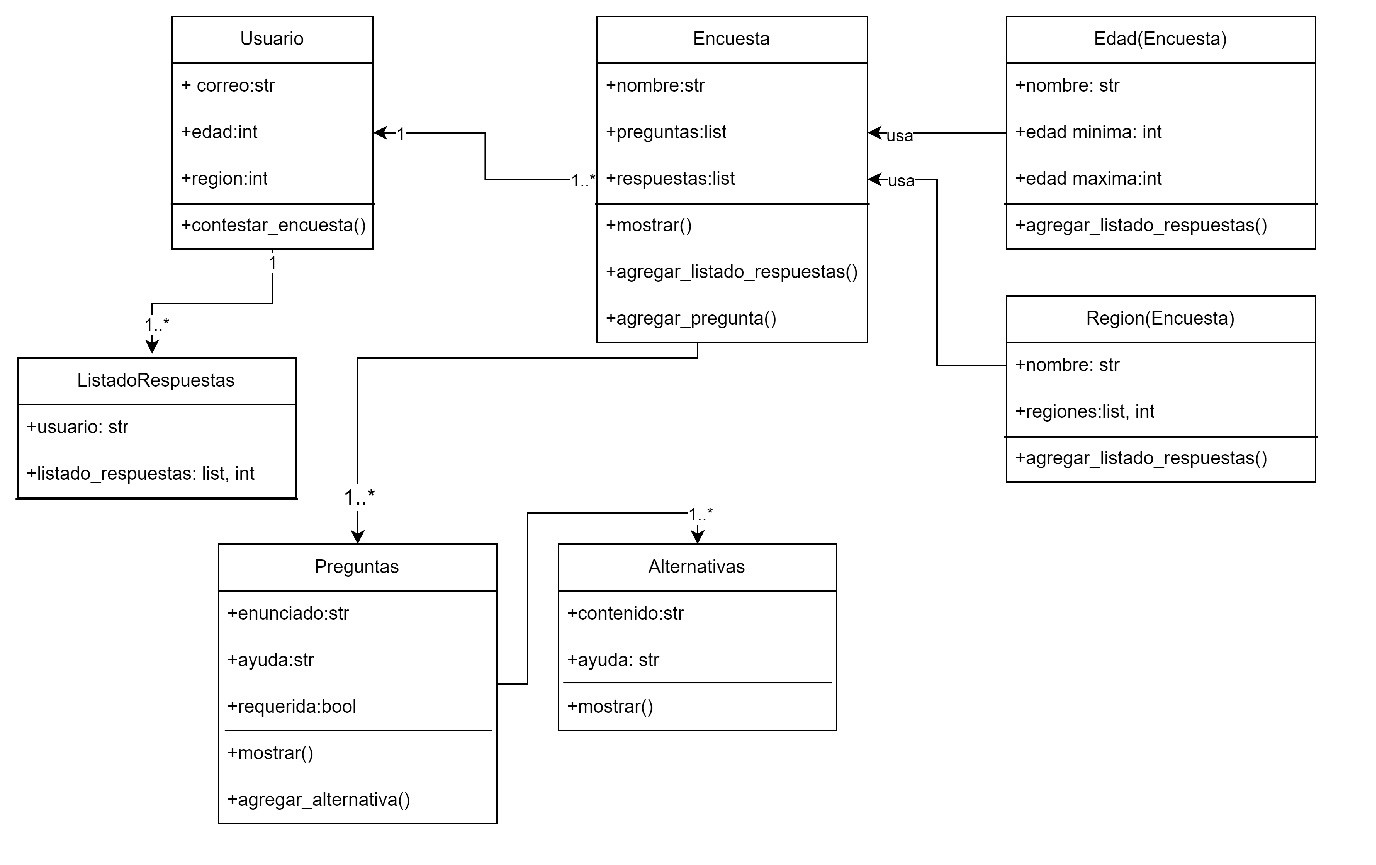 Usuario
+ correo:str
+edad:int
+region:int
+contestar_encuesta()
1
1..*
1
1..*
Encuesta
+nombre:str
+preguntas:list
+respuestas:list
+mostrar()
+agregar_listado_respuestas()
+agregar_pregunta()
usa
usa
Edad(Encuesta)
+nombre: str
+edad minima: int
+edad maxima:int
+agregar_listado_respuestas()
Region(Encuesta)
+nombre: str
+regiones:list, int
+agregar_listado_respuestas()
ListadoRespuestas
+usuario: str
+listado_respuestas: list, int
1..*
Preguntas
+enunciado:str
+ayuda:str
+requerida:bool
+mostrar()
+agregar_alternativa()
1..*
Alternativas
+contenido:str
+ayuda: str
+mostrar()